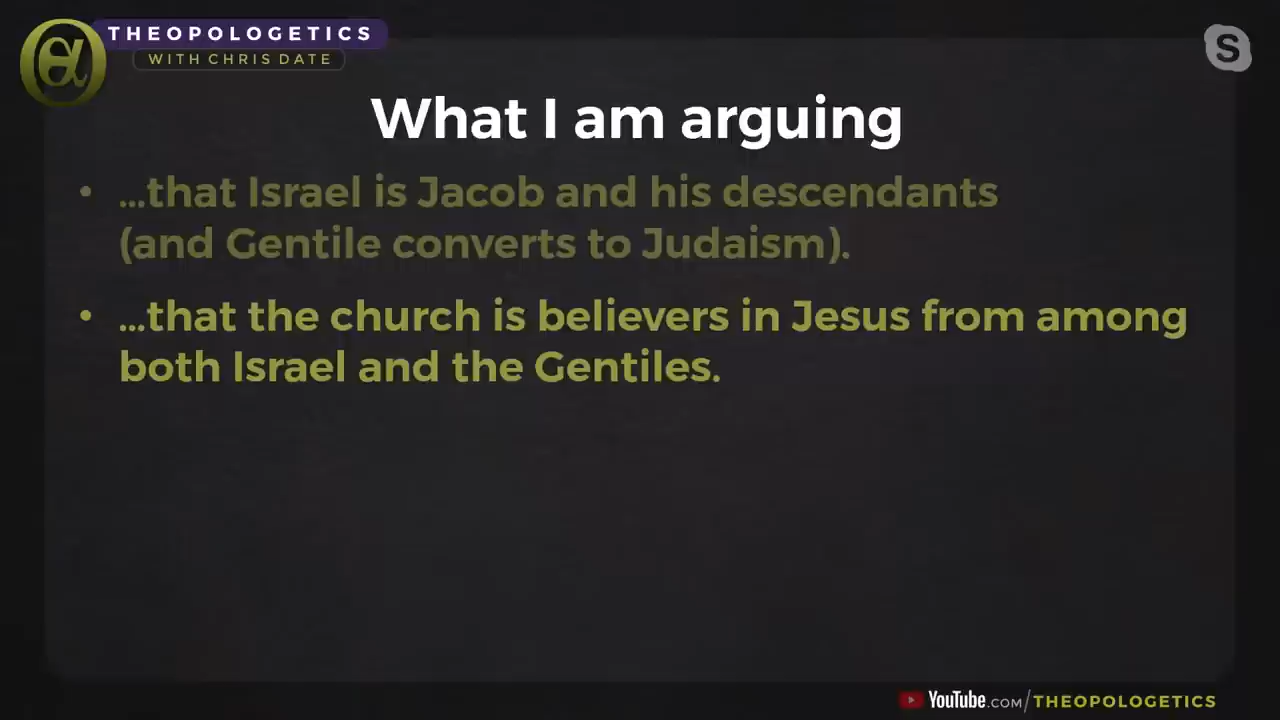 THEOPOLOGETICS
WITH CHRIS DATE
S
What I am arguing
• ...that Israel is Jacob and his descendants
(and Gentile converts to Judaism).
• ...that the church is believers in Jesus from among
both Israel and the Gentiles.
YouTube.COM/THEOPOLOGETICS